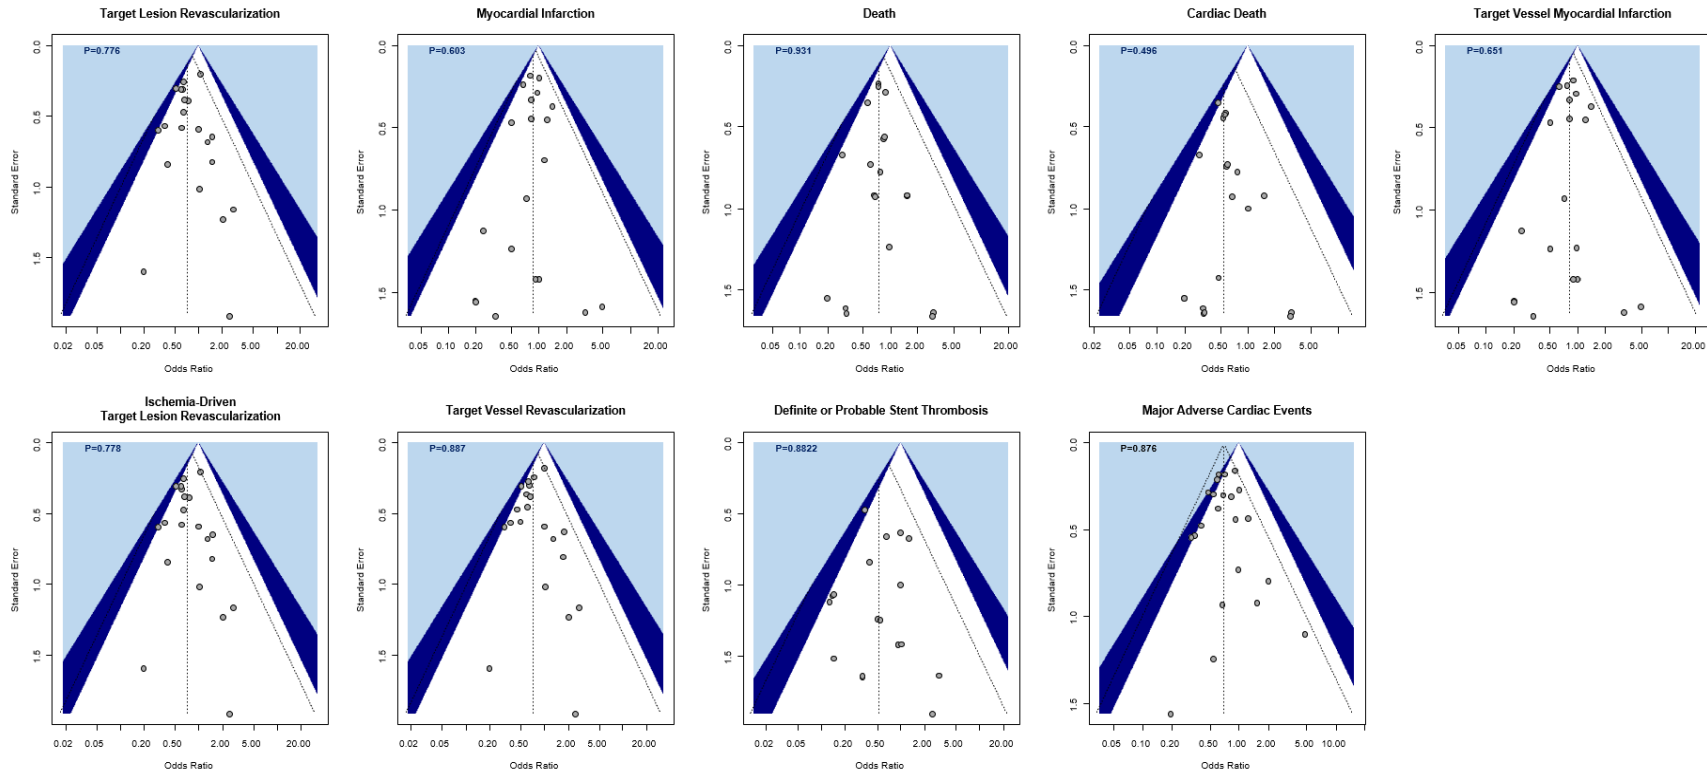 Target Lesion Revascularization
P=0.776
0.0
0.5
1.0
1.5
Standard Error
0.02 0.05 0.20 0.50 1.00 2.00 5.00 20.00
Odds Ratio
Myocardial Infarction
P=0.603
0.0
0.5
1.0
1.5
Standard Error
0.05 0.10 0.20 0.50 1.00 2.00 5.00 20.00
Odds Ratio
Death
P=0.931
0.0
0.5
1.0
1.5
Standard Error
0.05 0.10 0.20 0.50 1.00 2.00 5.00 20.00
Odds Ratio
Cardiac Death
P=0.496
0.0
0.5
1.0
1.5
Standard Error
0.02 0.05 0.20 0.50 1.00 2.00 5.00
Odds Ratio
Target Vessel Myocardial Infarction
P=0.651
0.0
0.5
1.0
1.5
Standard Error
0.05 0.10 0.20 0.50 1.00 2.00 5.00 20.00
Odds Ratio
Ischemia-Driven
Target Lesion Revascularization
P=0.778
0.0
0.5
1.0
1.5
Standard Error
0.02 0.05 0.20 0.50 1.00 2.00 5.00 20.00
Odds Ratio
Target Vessel Revascularization
P=0.887
0.0
0.5
1.0
1.5
Standard Error
0.02 0.05 0.20 0.50 1.00 2.00 5.00 20.00
Odds Ratio
Definite or Probable Stent Thrombosis
P=0.8822
0.0
0.5
1.0
1.5
Standard Error
0.02 0.05 0.20 0.50 1.00 2.00 5.00 20.00
Odds Ratio
Major Adverse Cardiac Events
P=0.876
0.0
0.5
1.0
1.5
Standard Error
0.05 0.10 0.20 0.50 1.00 2.00 5.00 10.00
Odds Ratio